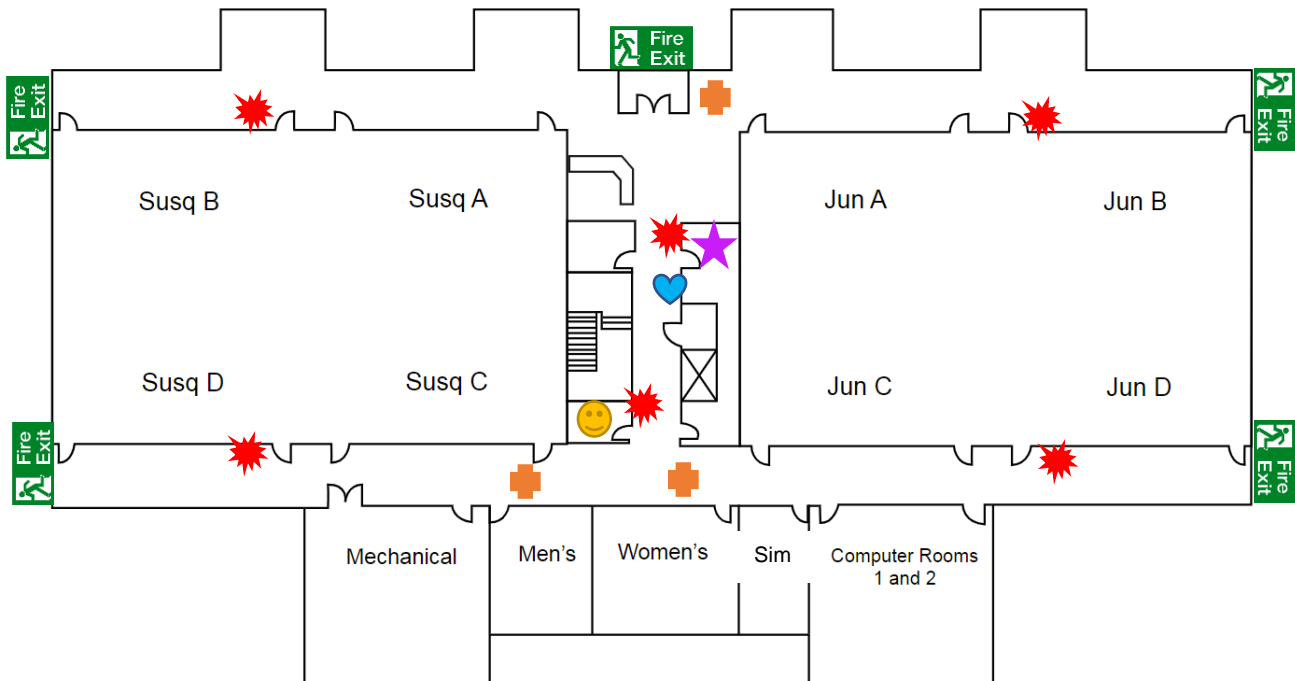 Fire
Exit
Fire
Exit
Fire
Exit
Susq B
Susq A
Jun A
Jun B
Susq D
Susq C
Jun C
Jun D
Fire
Exit
Fire
Exit
Mechanical
Men’s
Women’s
Sim
Computer Rooms
1 and 2